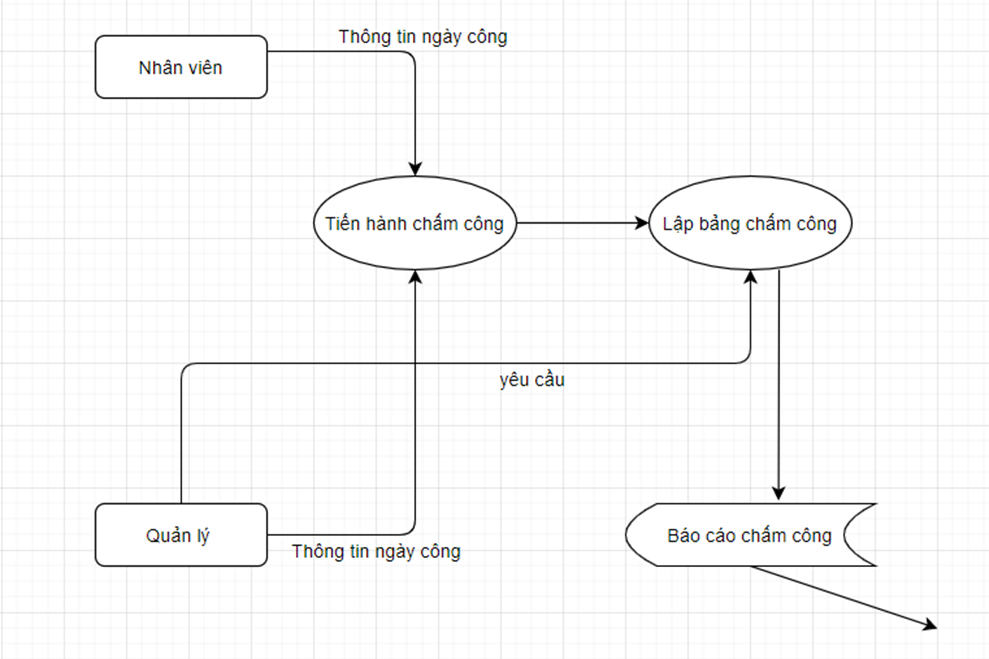 Thông tin ngày công
Nhân viên
Tiến hành chấm công
Lập bảng chấm công
yêu cầu
Quản lý
Báo cáo chấm công
Thông tin ngày công